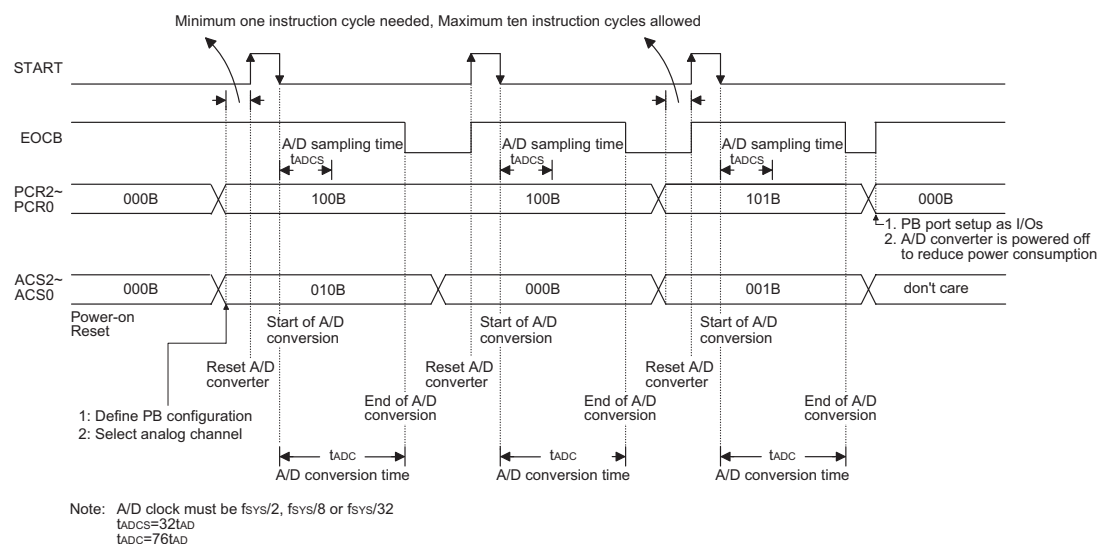 Minimum one instruction cycle needed, Maximum ten instruction cycles allowed
START
EOCB
A/D sampling time
tADCS
A/D sampling time
tADCS
A/D sampling time
tADCS
PCR2~
PCR0
000B
100B
100B
101B
000B
1. PB port setup as I/Os
2. A/D converter is powered off
to reduce power consumption
ACS2~
ACS0
000B
010B
000B
001B
don't care
Power-on
Reset
Start of A/D
conversion
Start of A/D
conversion
Start of A/D
conversion
Reset A/D
converter
Reset A/D
converter
Reset A/D
converter
End of A/D
conversion
End of A/D
conversion
End of A/D
conversion
1: Define PB configuration
2: Select analog channel
tADC
A/D conversion time
tADC
A/D conversion time
tADC
A/D conversion time
Note: A/D clock must be fSYS/2, fSYS/8 or fSYS/32
tADCS=32tAD
tADC=76tAD